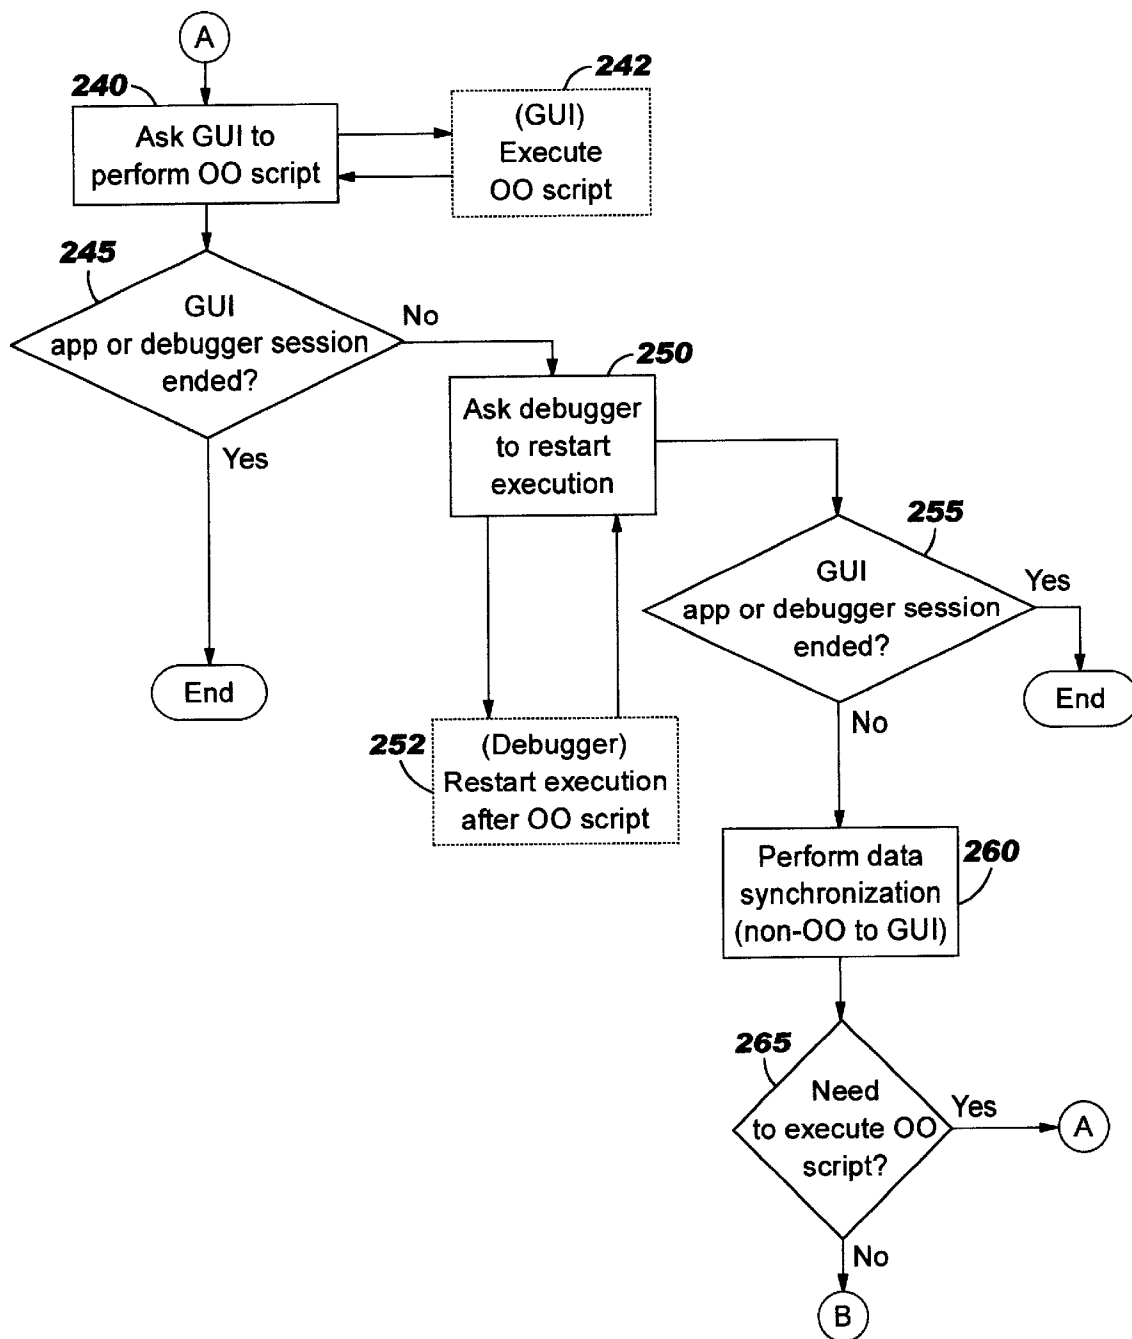 A
240
Ask GUI to
perform OO script
242
(GUI)
Execute
OO script
245
GUI
app or debugger session
ended?
No
Yes
End
250
Ask debugger
to restart
execution
252
(Debugger)
Restart execution
after OO script
255
GUI
app or debugger session
ended?
Yes
End
No
260
Perform data
synchronization
(non-OO to GUI)
265
Need
to execute OO
script?
Yes
A
No
B